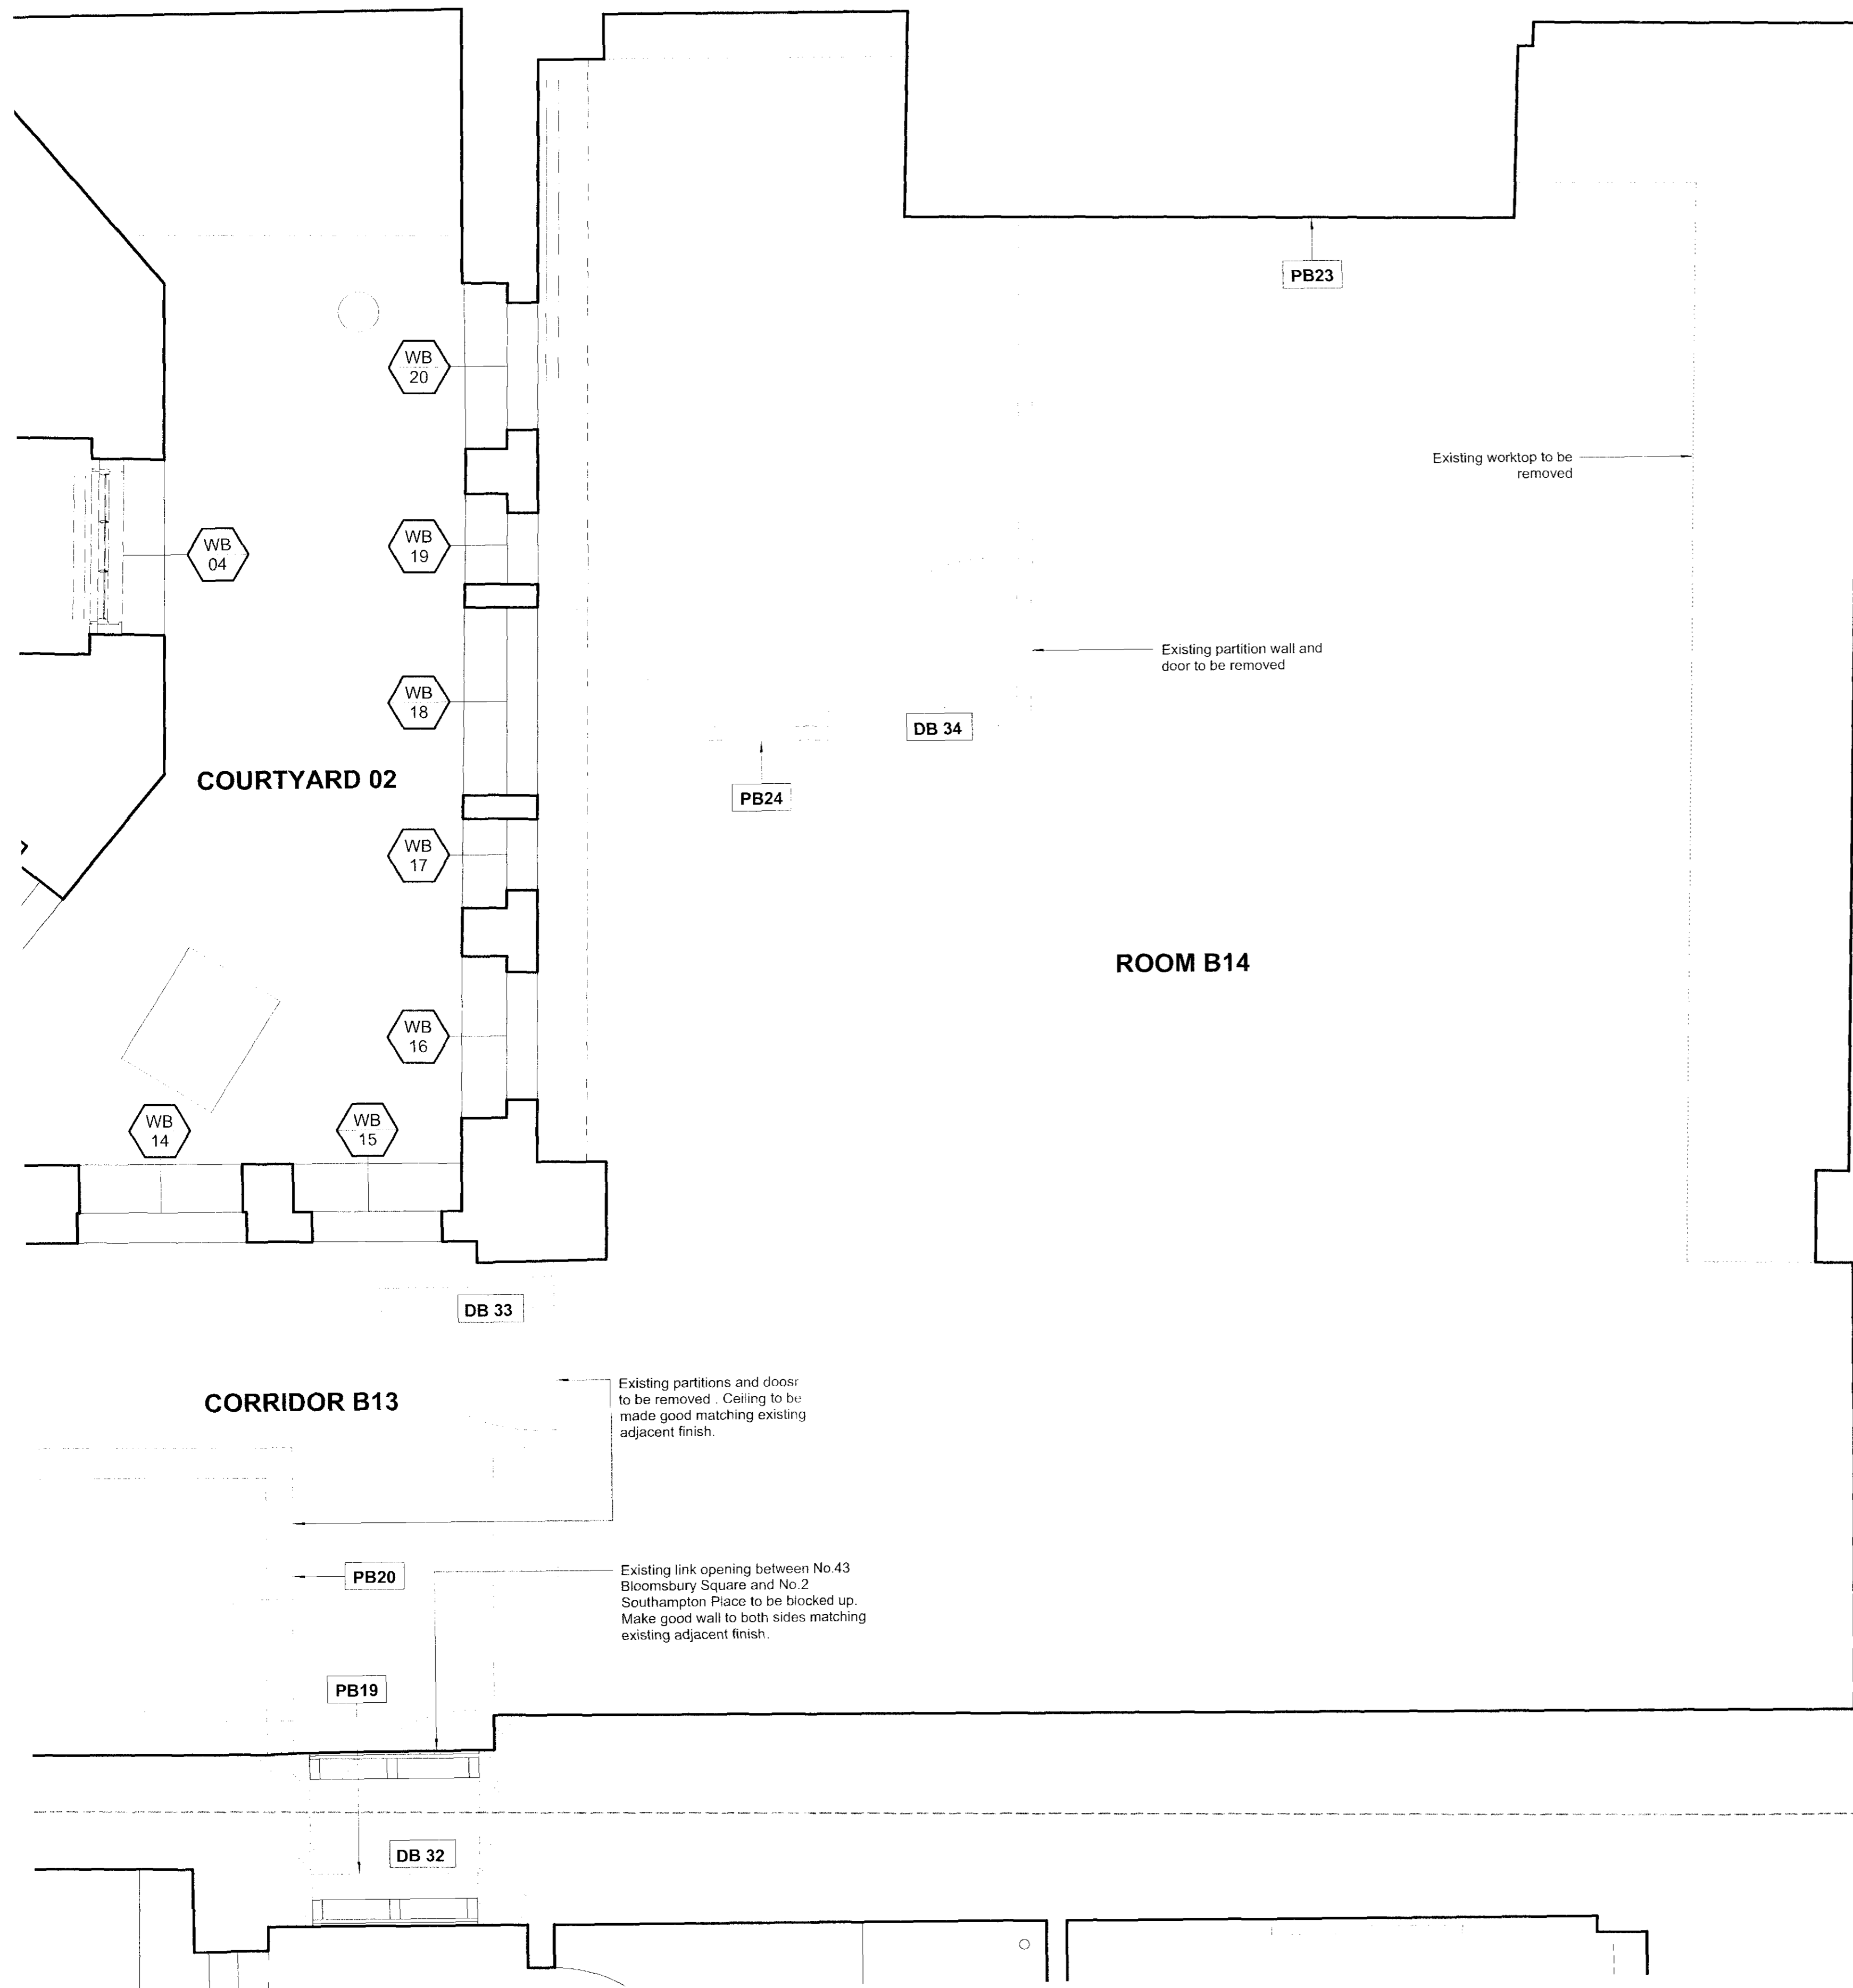 PB23
WB
20
Existing worktop to be
removed
WB
19
WB
04
Existing partition wall and
door to be removed
WB
18
DB 34
COURTYARD 02
PB24
WB
17
ROOM B14
WB
16
WB
14
WB
15
DB 33
CORRIDOR B13
Existing partitions and doosr
to be removed . Ceiling to be
made good matching existing
adjacent finish.
PB20
Existing link opening between No.43
Bloomsbury Square and No.2
Southampton Place to be blocked up.
Make good wall to both sides matching
existing adjacent finish.
PB19
DB 32